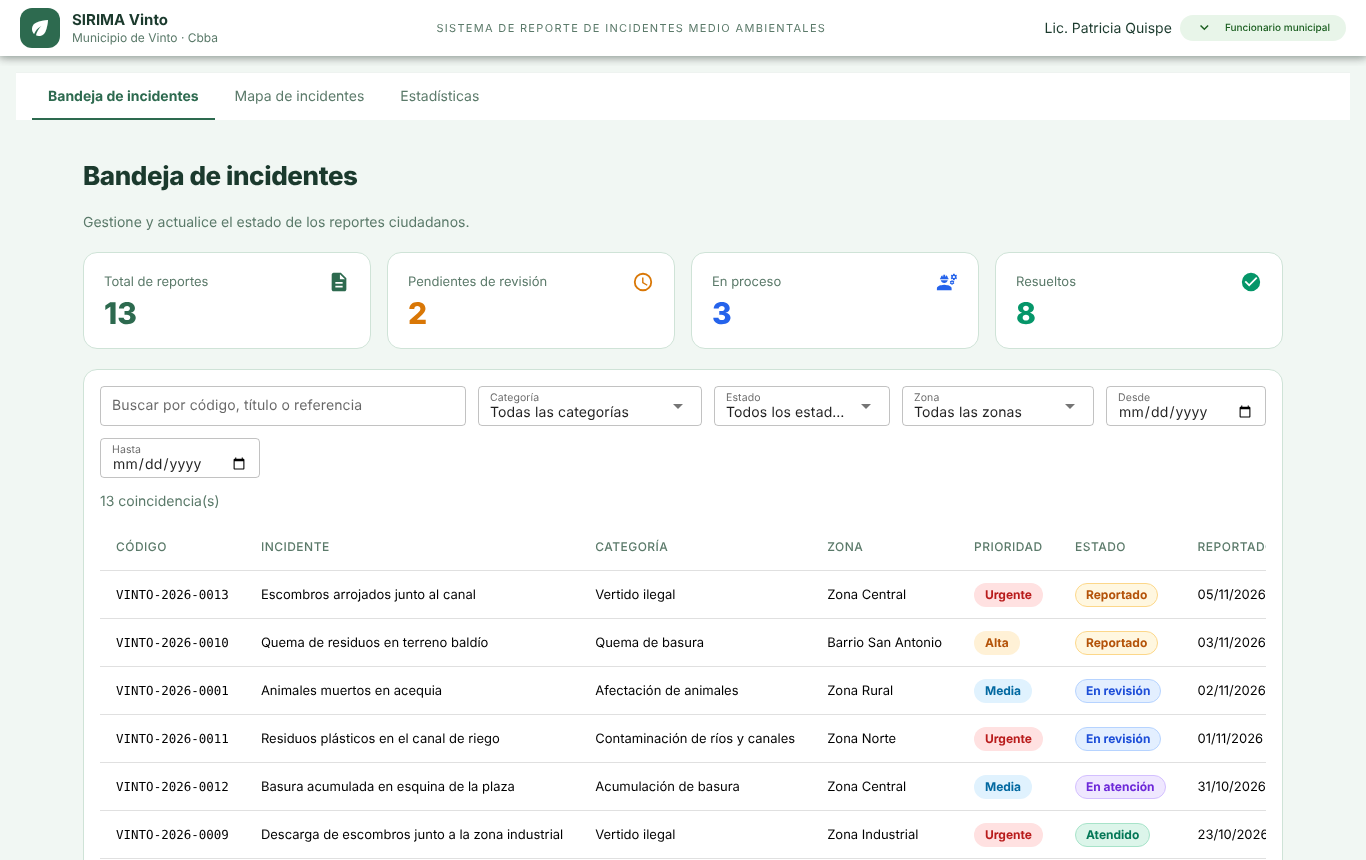 SIRIMA Vinto
Municipio de Vinto · Cbba
SISTEMA DE REPORTE DE INCIDENTES MEDIO AMBIENTALES
Lic. Patricia Quispe
Funcionario municipal
Bandeja de incidentes
Mapa de incidentes
Estadísticas
Bandeja de incidentes
Gestione y actualice el estado de los reportes ciudadanos.
Total de reportes
13
Pendientes de revisión
2
En proceso
3
Resueltos
8
Buscar por código, título o referencia
Categoría
Todas las categorías
Estado
Todos los estad...
Zona
Todas las zonas
Desde
mm/dd/yyyy
Hasta
mm/dd/yyyy
13 coincidencia(s)
CÓDIGO INCIDENTE CATEGORÍA ZONA PRIORIDAD ESTADO REPORTAD
VINTO-2026-0013 Escombros arrojados junto al canal Vertido ilegal Zona Central Urgente Reportado 05/11/2026
VINTO-2026-0010 Quema de residuos en terreno baldío Quema de basura Barrio San Antonio Alta Reportado 03/11/2026
VINTO-2026-0001 Animales muertos en acequia Afectación de animales Zona Rural Media En revisión 02/11/2026
VINTO-2026-0011 Residuos plásticos en el canal de riego Contaminación de ríos y canales Zona Norte Urgente En revisión 01/11/2026
VINTO-2026-0012 Basura acumulada en esquina de la plaza Acumulación de basura Zona Central Media En atención 31/10/2026
VINTO-2026-0009 Descarga de escombros junto a la zona industrial Vertido ilegal Zona Industrial Urgente Atendido 23/10/2026